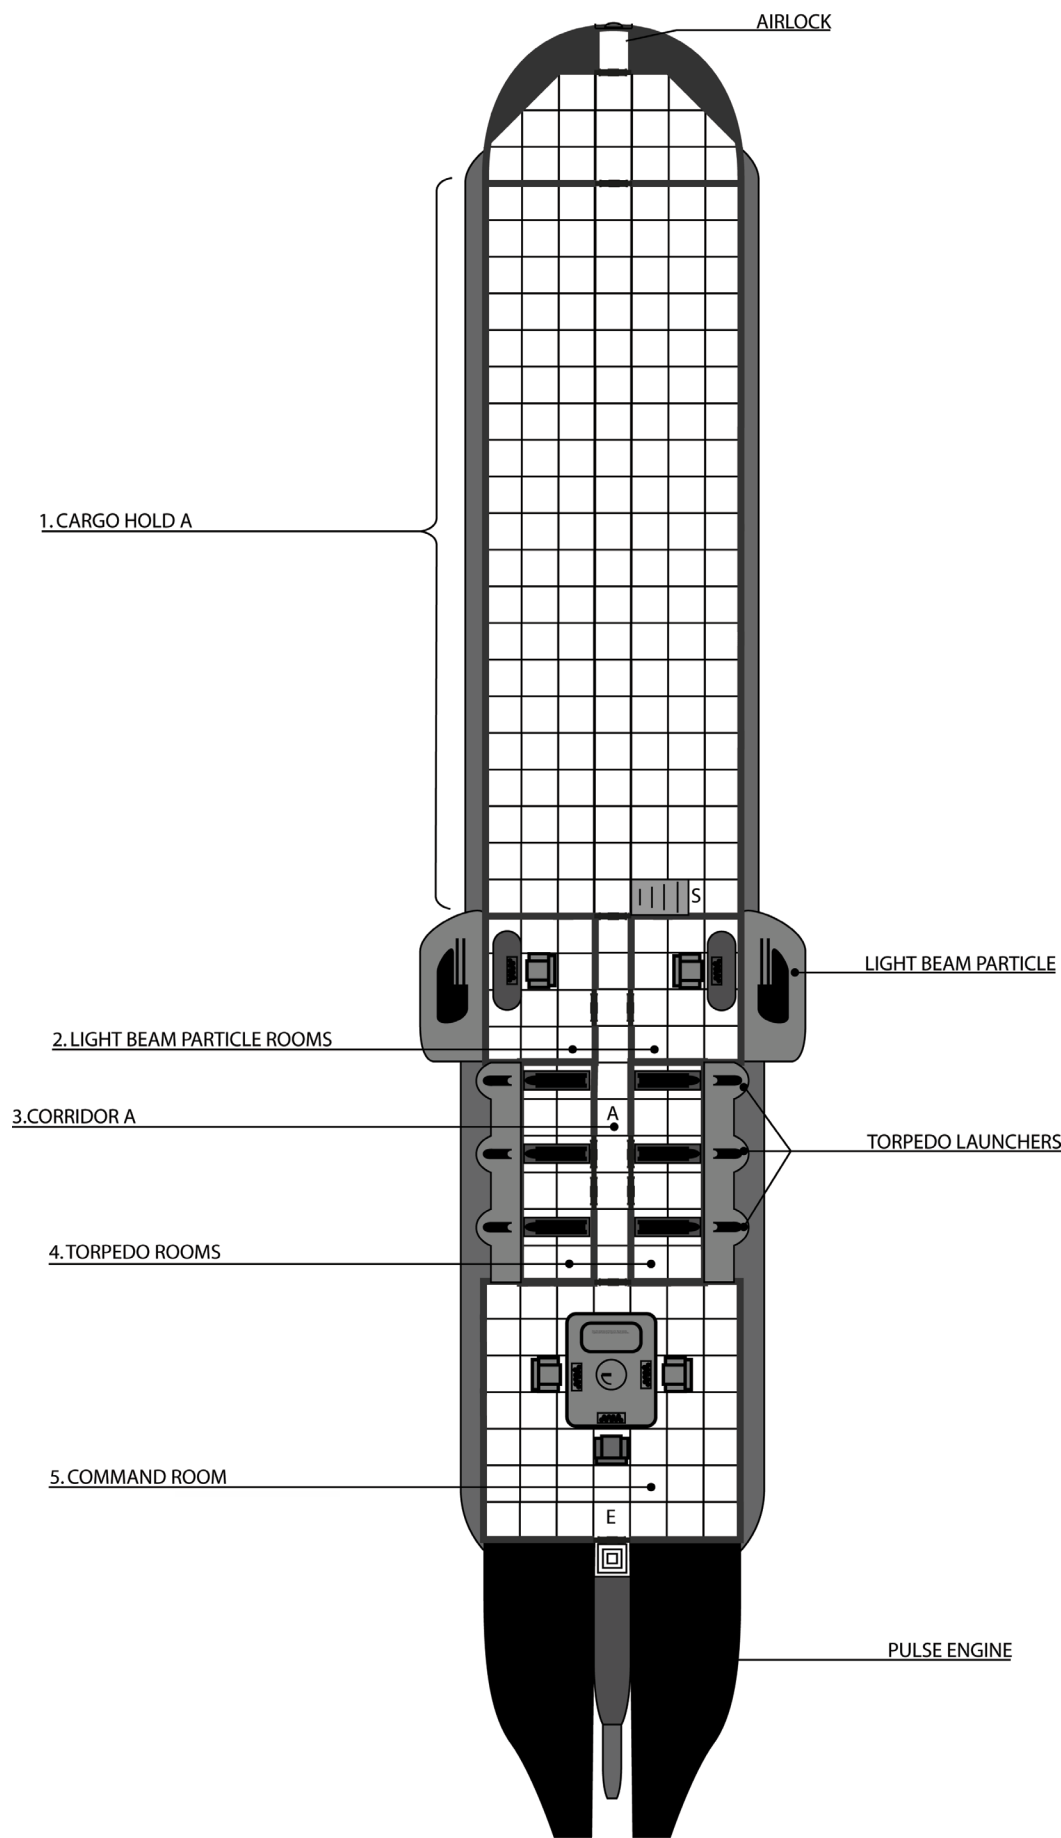 AIRLOCK
1. CARGO HOLD A
S
LIGHT BEAM PARTICLE
2. LIGHT BEAM PARTICLE ROOMS
A
3.CORRIDOR A
TORPEDO LAUNCHERS
4. TORPEDO ROOMS
5. COMMAND ROOM
E
PULSE ENGINE